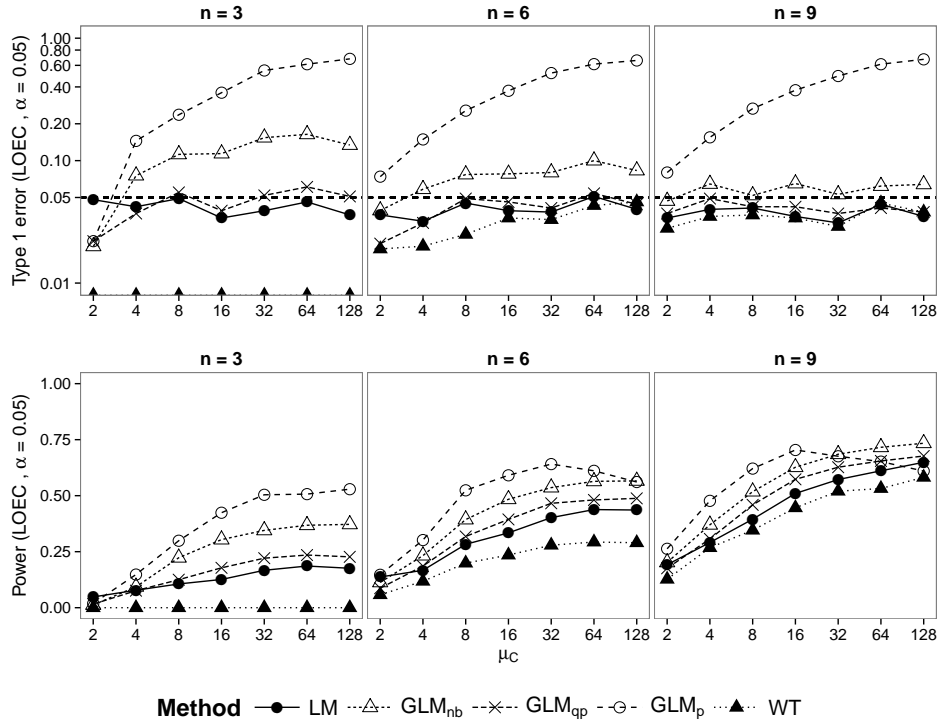 n = 3
n = 6
n = 9
Type 1 error (LOEC , α = 0.05)
1.00
0.80
0.60
0.40
0.20
0.10
0.05
0.01
2 4 8 16 32 64 128
2 4 8 16 32 64 128
2 4 8 16 32 64 128
n = 3
n = 6
n = 9
Power (LOEC , α = 0.05)
1.00
0.75
0.50
0.25
0.00
2 4 8 16 32 64 128
2 4 8 16 32 64 128
2 4 8 16 32 64 128
μC
Method LM GLMnb GLMqp GLMp WT